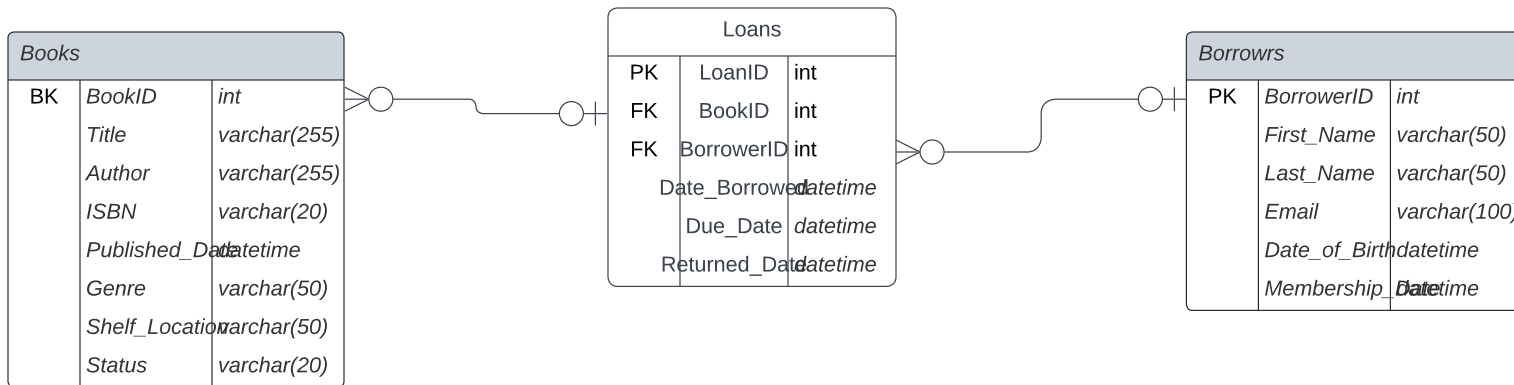 Books
BK BookID int
Title varchar(255)
Author varchar(255)
ISBN varchar(20)
Published_Date datetime
Genre varchar(50)
Shelf_Location varchar(50)
Status varchar(20)
Loans
PK LoanID int
FK BookID int
FK BorrowerID int
Date_Borrowed datetime
Due_Date datetime
Returned_Date datetime
Borrowrs
PK BorrowerID int
First_Name varchar(50)
Last_Name varchar(50)
Email varchar(100)
Date_of_Birth datetime
Membership_Date datetime